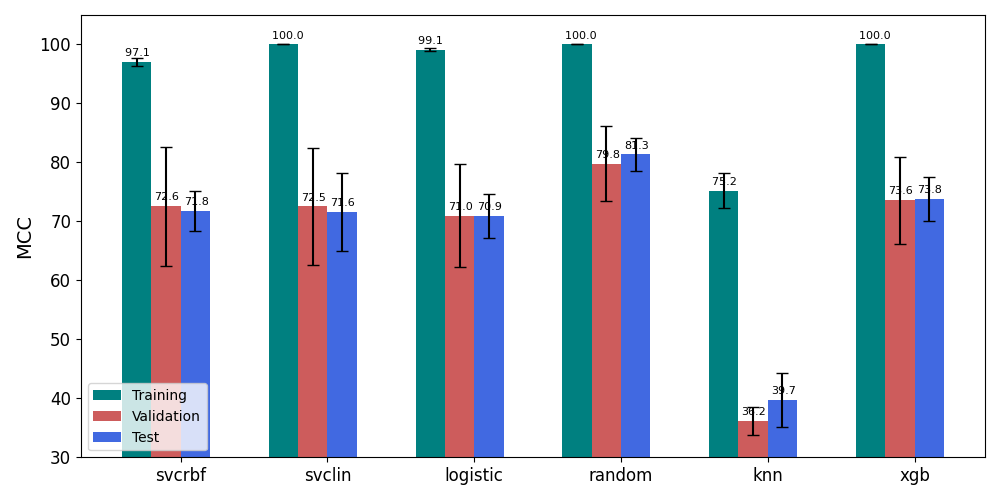 MCC
100
90
80
70
60
50
40
30
97.1
72.6
71.8
100.0
72.5
71.6
99.1
71.0
70.9
100.0
79.8
81.3
75.2
36.2
39.7
100.0
73.6
73.8
Training
Validation
Test
svcrbf
svclin
logistic
random
knn
xgb